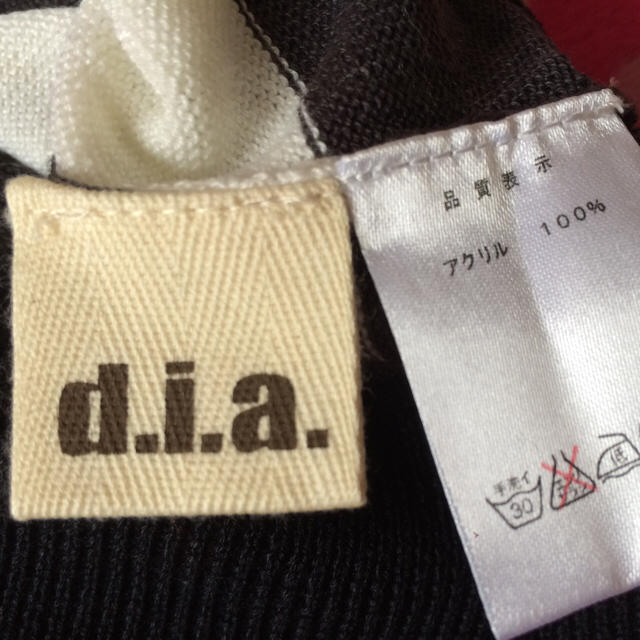 d.i.a.
品質表示
アクリル 100%
手洗イ
30